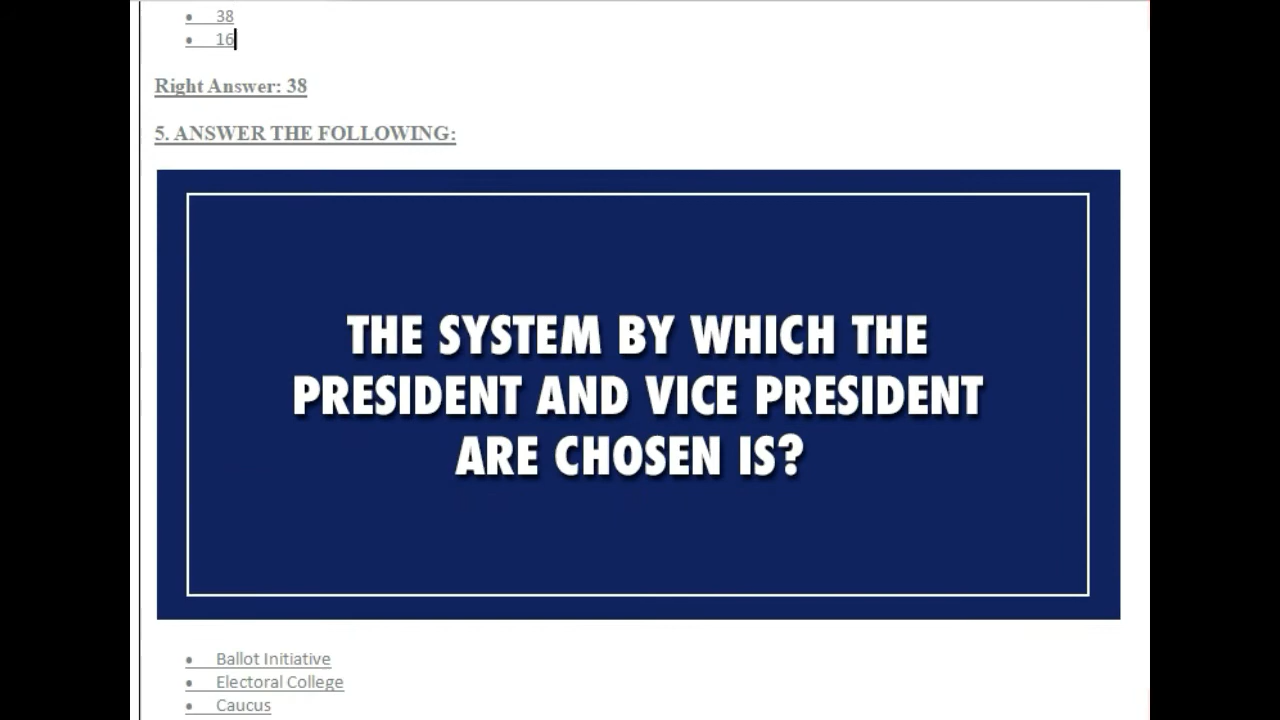 • 38
• 16
Right Answer: 38
5. ANSWER THE FOLLOWING:
THE SYSTEM BY WHICH THE
PRESIDENT AND VICE PRESIDENT
ARE CHOSEN IS?
• Ballot Initiative
• Electoral College
• Caucus